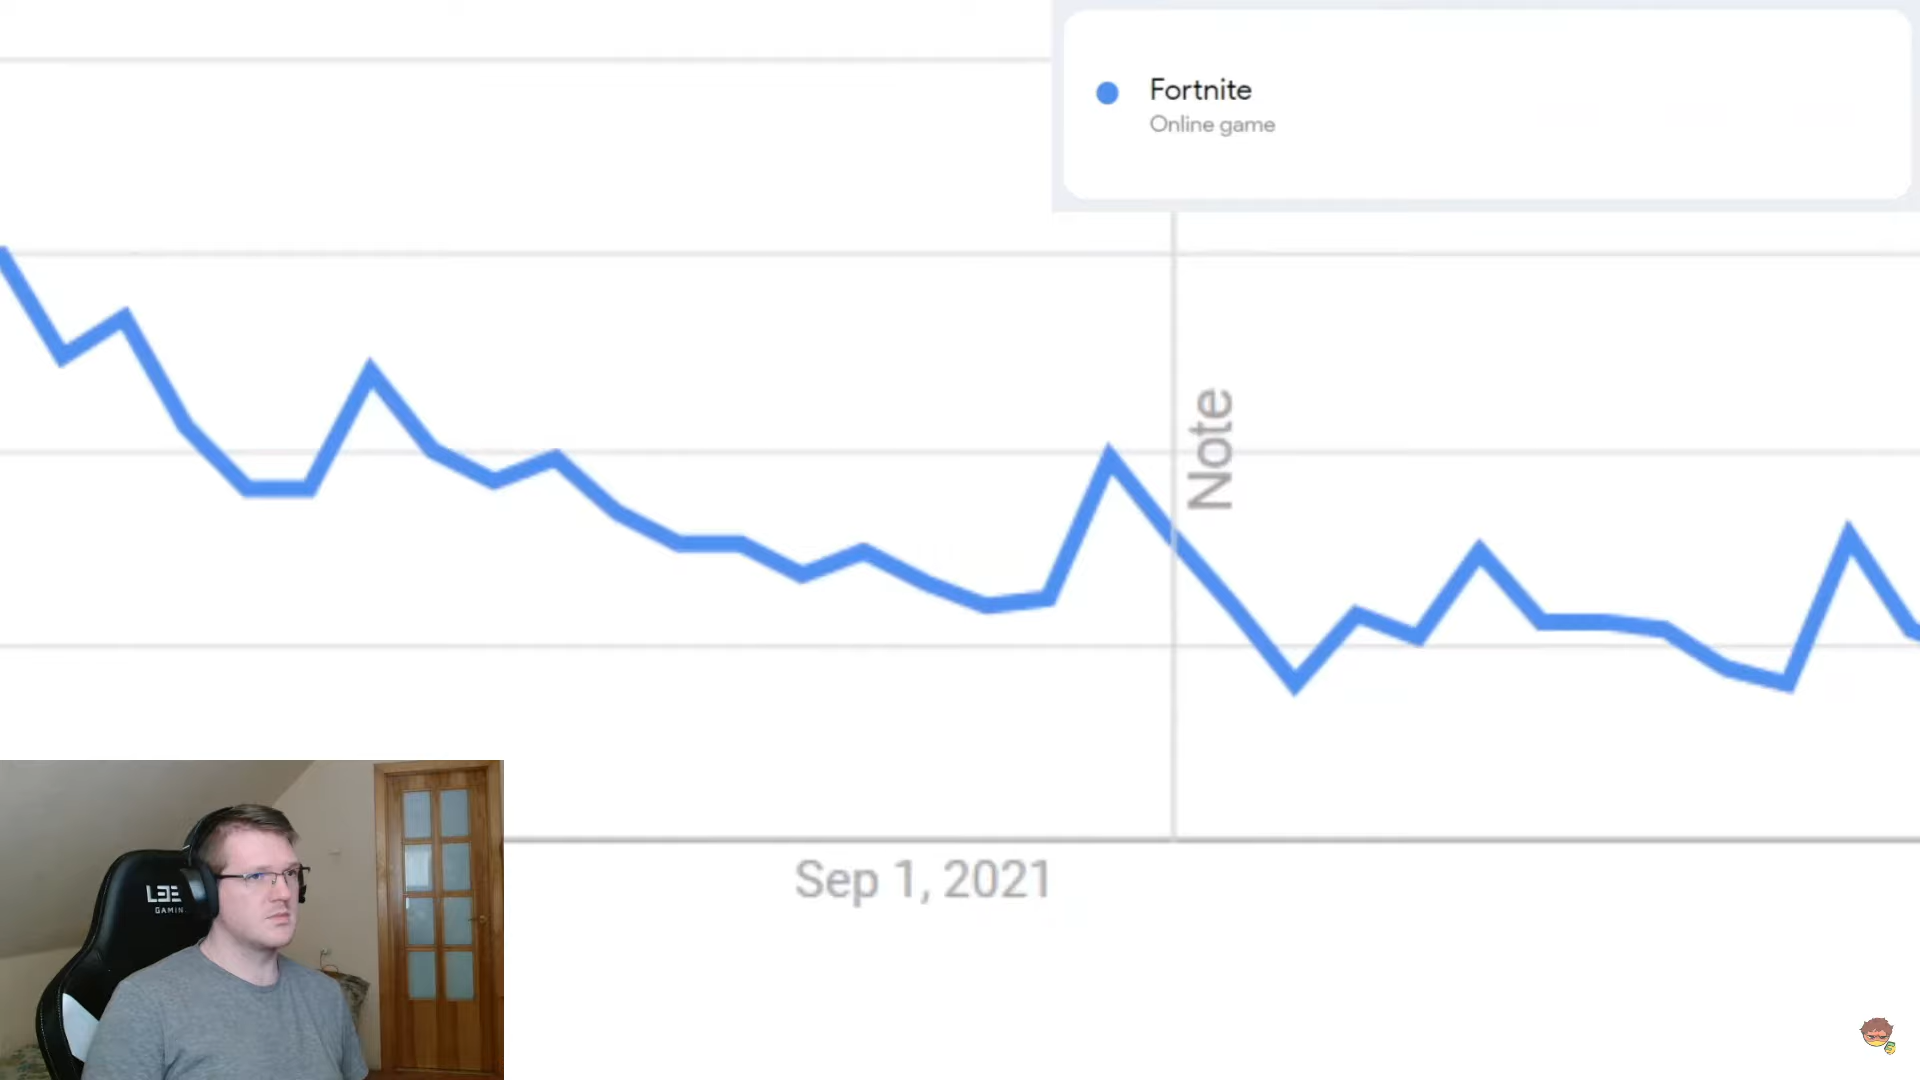 Fortnite
Online game
Note
Sep 1, 2021
LEE
GAMIN